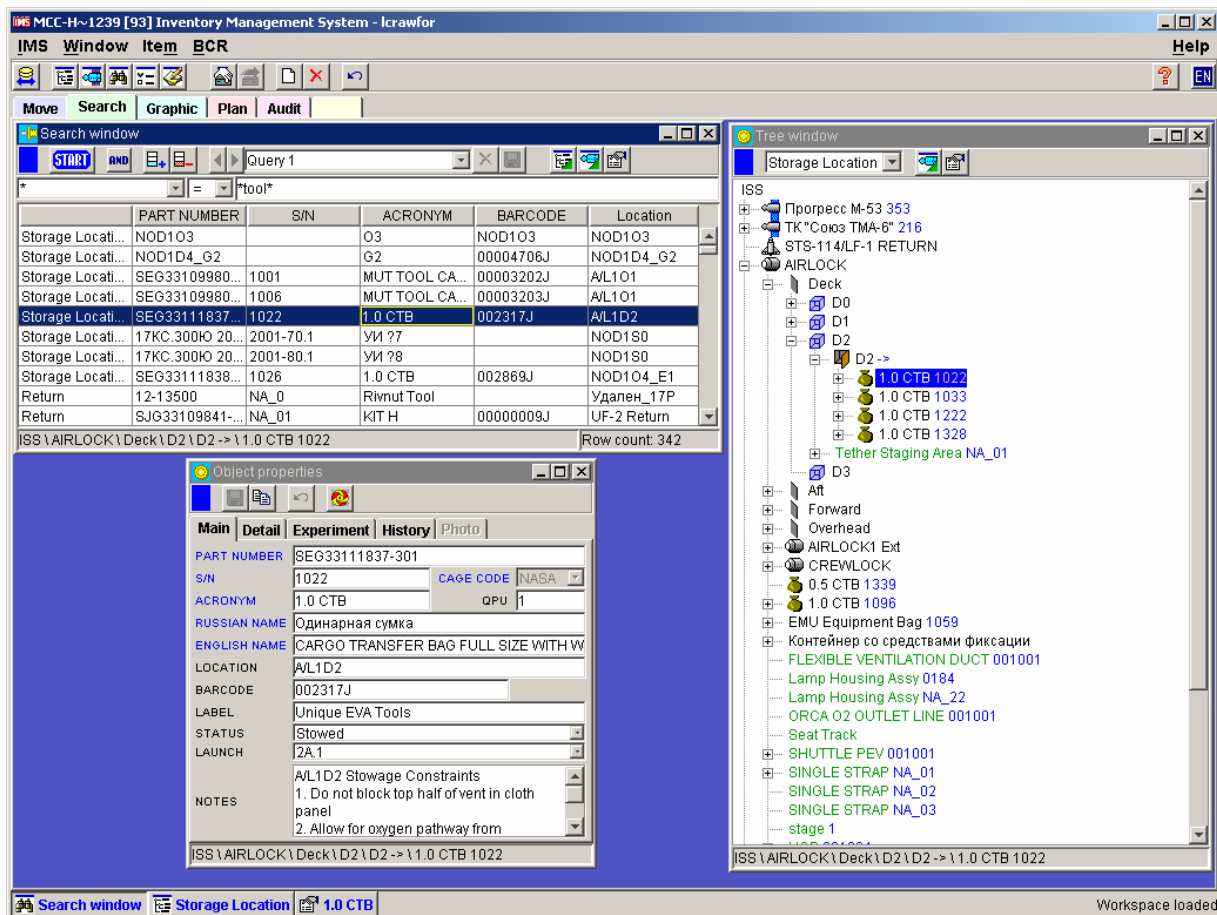 MCC-H~1239 [93] Inventory Management System - lcrawfor
IMS Window Item BCR Help
EN
Move Search Graphic Plan Audit
Search window
START AND Query 1
* = *tool*
PART NUMBER S/N ACRONYM BARCODE Location
Storage Locati... NOD1O3 O3 NOD1O3 NOD1O3
Storage Locati... NOD1D4_G2 G2 00004706J NOD1D4_G2
Storage Locati... SEG33109980... 1001 MUT TOOL CA... 00003202J A/L1O1
Storage Locati... SEG33109980... 1006 MUT TOOL CA... 00003203J A/L1O1
Storage Locati... SEG33111837... 1022 1.0 CTB 002317J A/L1D2
Storage Locati... 17КС.300Ю 20... 2001-70.1 УИ ?7 NOD1S0
Storage Locati... 17КС.300Ю 20... 2001-80.1 УИ ?8 NOD1S0
Storage Locati... SEG33111838... 1026 1.0 CTB 002869J NOD1O4_E1
Return 12-13500 NA_0 Rivnut Tool Удален_17P
Return SJG33109841-... NA_01 KIT H 00000009J UF-2 Return
ISS \ AIRLOCK \ Deck \ D2 \ D2 -> \ 1.0 CTB 1022 Row count: 342
Object properties
Main Detail Experiment History Photo
PART NUMBER SEG33111837-301
S/N 1022 CAGE CODE NASA
ACRONYM 1.0 CTB QPU 1
RUSSIAN NAME Одинарная сумка
ENGLISH NAME CARGO TRANSFER BAG FULL SIZE WITH W
LOCATION A/L1D2
BARCODE 002317J
LABEL Unique EVA Tools
STATUS Stowed
LAUNCH 2A.1
NOTES A/L1D2 Stowage Constraints
1. Do not block top half of vent in cloth
panel
2. Allow for oxygen pathway from
ISS \ AIRLOCK \ Deck \ D2 \ D2 -> \ 1.0 CTB 1022
Tree window
Storage Location
ISS
Прогресс М-53 353
ТК "Союз ТМА-6" 216
STS-114/LF-1 RETURN
AIRLOCK
Deck
D0
D1
D2
D2 ->
1.0 CTB 1022
1.0 CTB 1033
1.0 CTB 1222
1.0 CTB 1328
Tether Staging Area NA_01
D3
Aft
Forward
Overhead
AIRLOCK1 Ext
CREWLOCK
0.5 CTB 1339
1.0 CTB 1096
EMU Equipment Bag 1059
Контейнер со средствами фиксации
FLEXIBLE VENTILATION DUCT 001001
Lamp Housing Assy 0184
Lamp Housing Assy NA_22
ORCA O2 OUTLET LINE 001001
Seat Track
SHUTTLE PEV 001001
SINGLE STRAP NA_01
SINGLE STRAP NA_02
SINGLE STRAP NA_03
stage 1
ISS \ AIRLOCK \ Deck \ D2 \ D2 -> \ 1.0 CTB 1022
Search window Storage Location 1.0 CTB Workspace loaded